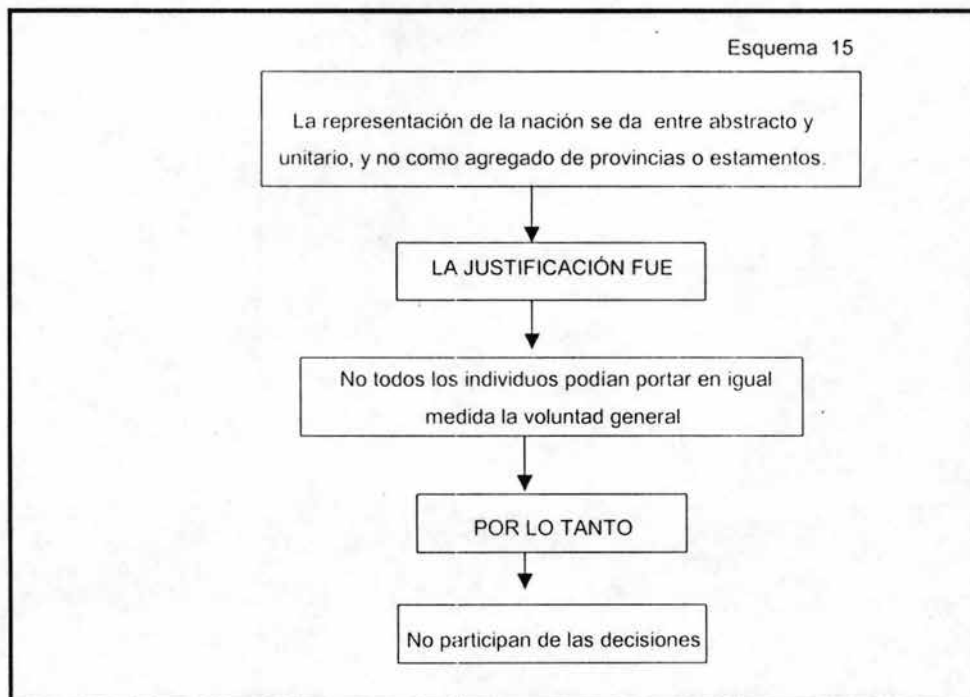 Esquema 15
La representación de la nación se da entre abstracto y
unitario, y no como agregado de provincias o estamentos.
LA JUSTIFICACIÓN FUE
No todos los individuos podían portar en igual
medida la voluntad general
POR LO TANTO
No participan de las decisiones